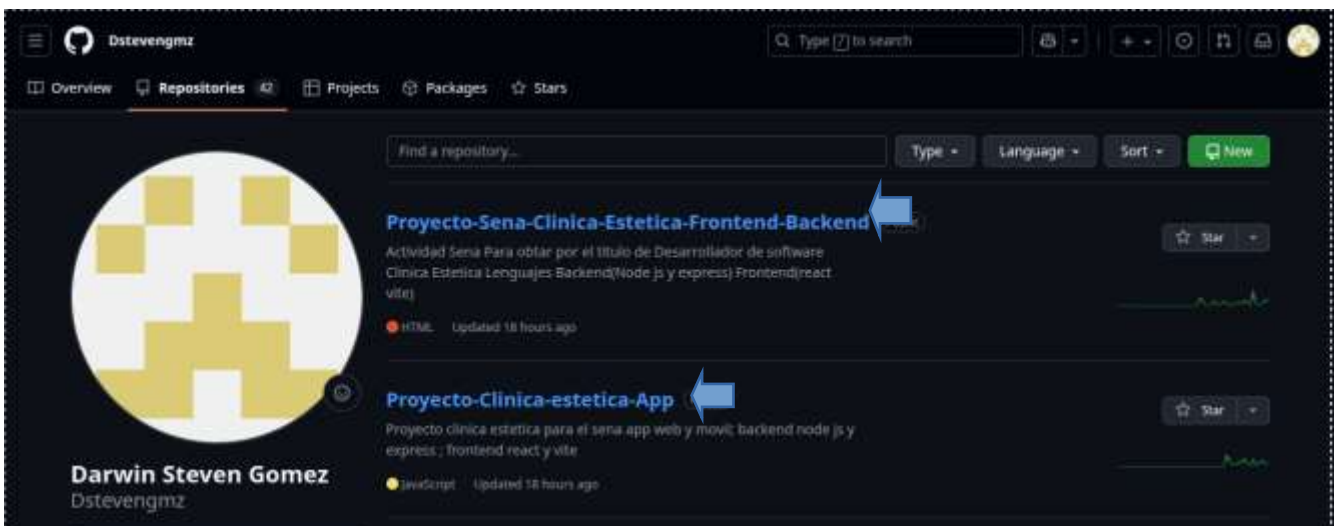 Dstevengmz
Type / to search
Overview
Repositories 42
Projects
Packages
Stars
Find a repository...
Type
Language
Sort
New
Proyecto-Sena-Clinica-Estetica-Frontend-Backend
Star
Actividad Sena Para obtar por el titulo de Desarrollador de software
Clinica Estetica Lenguajes Backend(Node js y express) Frontend(react
vite)
HTML Updated 18 hours ago
Proyecto-Clinica-estetica-App
Star
Proyecto clinica estetica para el sena app web y movil; backend node js y
express ; frontend react y vite
JavaScript Updated 18 hours ago
Darwin Steven Gomez
Dstevengmz